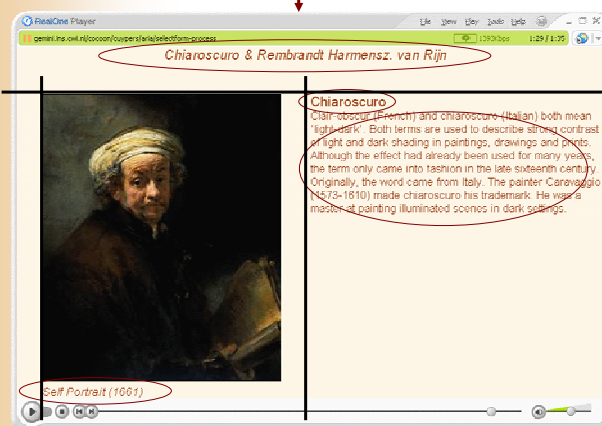 RealOne Player
File View Play Tools Help
gemini.ins.cwi.nl/cocoon/cuypers/aria/selectform-process
1393Kbps
1:29 / 1:35
Chiaroscuro & Rembrandt Harmensz. van Rijn
Chiaroscuro
Clair-obscur (French) and chiaroscuro (Italian) both mean
'light-dark'. Both terms are used to describe strong contrast
of light and dark shading in paintings, drawings and prints.
Although the effect had already been used for many years,
the term only came into fashion in the late sixteenth century.
Originally, the word came from Italy. The painter Caravaggio
(1573-1610) made chiaroscuro his trademark. He was a
master at painting illuminated scenes in dark settings.
Self Portrait (1661)